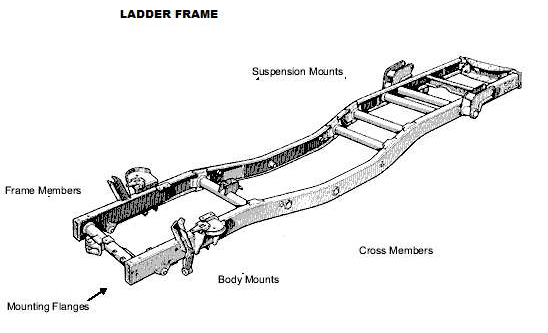 LADDER FRAME
Suspension Mounts
Frame Members
Cross Members
Body Mounts
Mounting Flanges